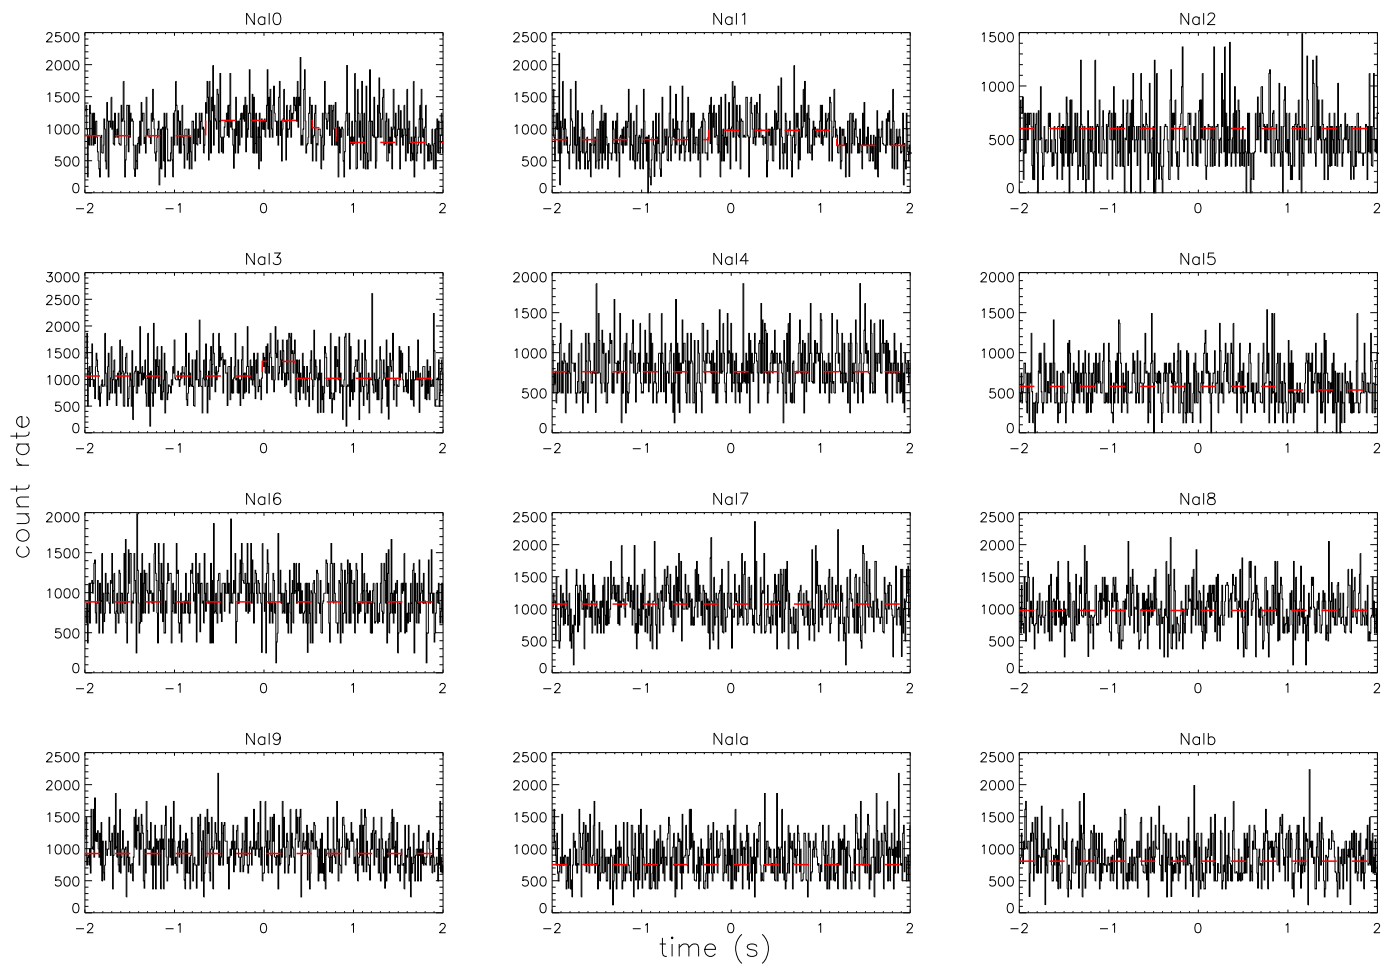 NaI0 NaI1 NaI2
2500 2500 1500
2000 2000
1500 1500 1000
1000 1000
500 500 500
0 0 0
−2 −1 0 1 2 −2 −1 0 1 2 −2 −1 0 1 2
NaI3 NaI4 NaI5
3000 2000 2000
2500
2000 1500 1500
1500 1000 1000
1000
500 500 500
0 0 0
−2 −1 0 1 2 −2 −1 0 1 2 −2 −1 0 1 2
count rate
NaI6 NaI7 NaI8
2000 2500 2500
2000 2000
1500
1500 1500
1000
1000 1000
500 500 500
0 0 0
−2 −1 0 1 2 −2 −1 0 1 2 −2 −1 0 1 2
NaI9 NaIa NaIb
2500 2500 2500
2000 2000 2000
1500 1500 1500
1000 1000 1000
500 500 500
0 0 0
−2 −1 0 1 2 −2 −1 0 1 2 −2 −1 0 1 2
time (s)